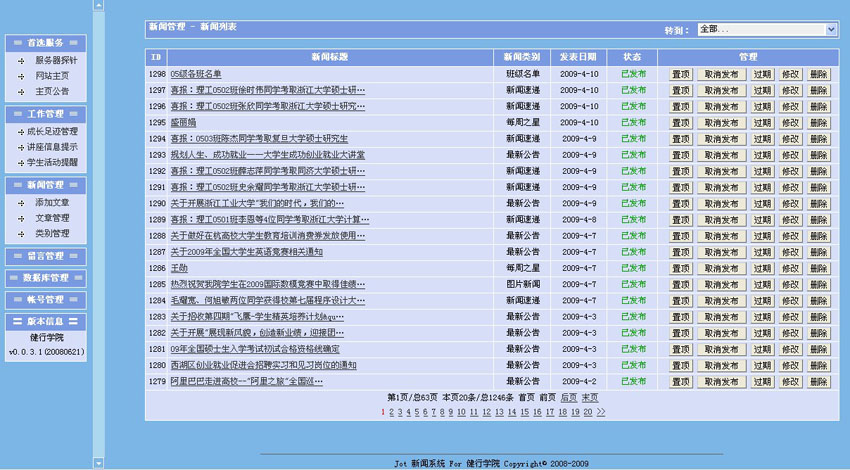 首选服务
服务器探针
网站主页
主页公告
工作管理
成长足迹管理
讲座信息提示
学生活动提醒
新闻管理
添加文章
文章管理
类别管理
留言管理
数据库管理
帐号管理
版本信息
健行学院
v0.0.3.1(20080621)
新闻管理 - 新闻列表
转到： 全部...
ID 新闻标题 新闻类别 发表日期 状态 管理
1298 05级各班名单 班级名单 2009-4-10 已发布 置顶 取消发布 过期 修改 删除
1297 喜报：理工0502班徐时伟同学考取浙江大学硕士研… 新闻速递 2009-4-10 已发布 置顶 取消发布 过期 修改 删除
1296 喜报：理工0502班张欣同学考取浙江大学硕士研究… 新闻速递 2009-4-10 已发布 置顶 取消发布 过期 修改 删除
1295 盛丽娟 每周之星 2009-4-10 已发布 置顶 取消发布 过期 修改 删除
1294 喜报：0503班陈杰同学考取复旦大学硕士研究生 新闻速递 2009-4-9 已发布 置顶 取消发布 过期 修改 删除
1293 规划人生、成功就业——大学生成功创业就业大讲堂 最新公告 2009-4-9 已发布 置顶 取消发布 过期 修改 删除
1292 喜报：理工0502班薛志萍同学考取同济大学硕士研… 新闻速递 2009-4-9 已发布 置顶 取消发布 过期 修改 删除
1291 喜报：理工0502班史余耀同学考取浙江大学硕士研… 新闻速递 2009-4-9 已发布 置顶 取消发布 过期 修改 删除
1290 关于开展浙江工业大学“我们的时代，我们的… 最新公告 2009-4-9 已发布 置顶 取消发布 过期 修改 删除
1289 喜报：理工0501班李恩等4位同学考取浙江大学计算… 新闻速递 2009-4-8 已发布 置顶 取消发布 过期 修改 删除
1288 关于做好在杭高校大学生教育培训消费券发放使用… 最新公告 2009-4-7 已发布 置顶 取消发布 过期 修改 删除
1287 关于2009年全国大学生英语竞赛相关通知 最新公告 2009-4-7 已发布 置顶 取消发布 过期 修改 删除
1286 王勋 每周之星 2009-4-7 已发布 置顶 取消发布 过期 修改 删除
1285 热烈祝贺我院学生在2009国际数模竞赛中取得佳绩… 图片新闻 2009-4-7 已发布 置顶 取消发布 过期 修改 删除
1284 毛耀宽、何旭敏两位同学获得校第七届程序设计大… 新闻速递 2009-4-7 已发布 置顶 取消发布 过期 修改 删除
1283 关于招收第四期“飞鹰-学生精英培养计划&qu… 最新公告 2009-4-3 已发布 置顶 取消发布 过期 修改 删除
1282 关于开展“展现新风貌，创造新业绩，迎接团… 最新公告 2009-4-3 已发布 置顶 取消发布 过期 修改 删除
1281 09年全国硕士生入学考试初试合格资格线确定 最新公告 2009-4-3 已发布 置顶 取消发布 过期 修改 删除
1280 西湖区创业就业促进会招聘实习和见习岗位的通知 最新公告 2009-4-3 已发布 置顶 取消发布 过期 修改 删除
1279 阿里巴巴走进高校--“阿里之旅”全国巡… 最新公告 2009-4-2 已发布 置顶 取消发布 过期 修改 删除
第1页/总63页 本页20条/总1246条 首页 前页 后页 末页
1 2 3 4 5 6 7 8 9 10 11 12 13 14 15 16 17 18 19 20 >>
Jot 新闻系统 For 健行学院 Copyright© 2008-2009